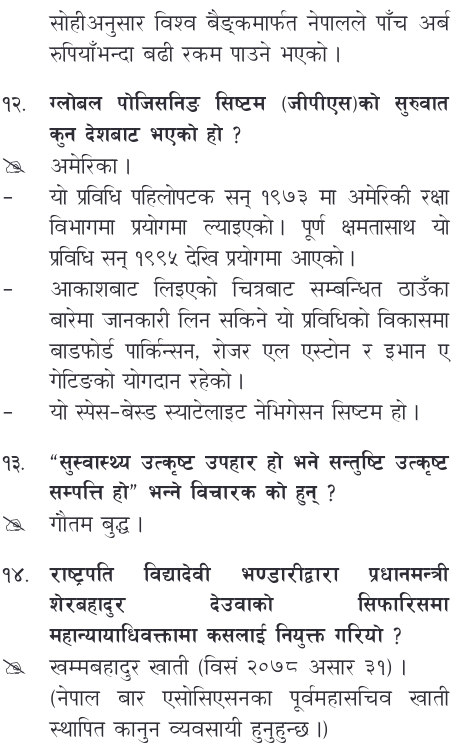 सोहीअनुसार विश्व बैङ्कमार्फत नेपालले पाँच अर्ब
रुपियाँभन्दा बढी रकम पाउने भएको ।
१२. ग्लोबल पोजिसनिङ सिष्टम (जीपीएस)को सुरुवात
कुन देशबाट भएको हो ?
अमेरिका ।
– यो प्रविधि पहिलोपटक सन् १९७३ मा अमेरिकी रक्षा
विभागमा प्रयोगमा ल्याइएको । पूर्ण क्षमतासाथ यो
प्रविधि सन् १९९५ देखि प्रयोगमा आएको ।
– आकाशबाट लिइएको चित्रबाट सम्बन्धित ठाउँका
बारेमा जानकारी लिन सकिने यो प्रविधिको विकासमा
बाडफोर्ड पार्किन्सन, रोजर एल एस्टोन र इभान ए
गेटिङको योगदान रहेको ।
– यो स्पेस–बेस्ड स्याटेलाइट नेभिगेसन सिष्टम हो ।
१३. “सुस्वास्थ्य उत्कृष्ट उपहार हो भने सन्तुष्टि उत्कृष्ट
सम्पत्ति हो” भन्ने विचारक को हुन् ?
गौतम बुद्ध ।
१४. राष्ट्रपति विद्यादेवी भण्डारीद्वारा प्रधानमन्त्री
शेरबहादुर देउवाको सिफारिसमा
महान्यायाधिवक्तामा कसलाई नियुक्त गरियो ?
खम्मबहादुर खाती (विसं २०७८ असार ३१) ।
(नेपाल बार एसोसिएसनका पूर्वमहासचिव खाती
स्थापित कानुन व्यवसायी हुनुहुन्छ ।)